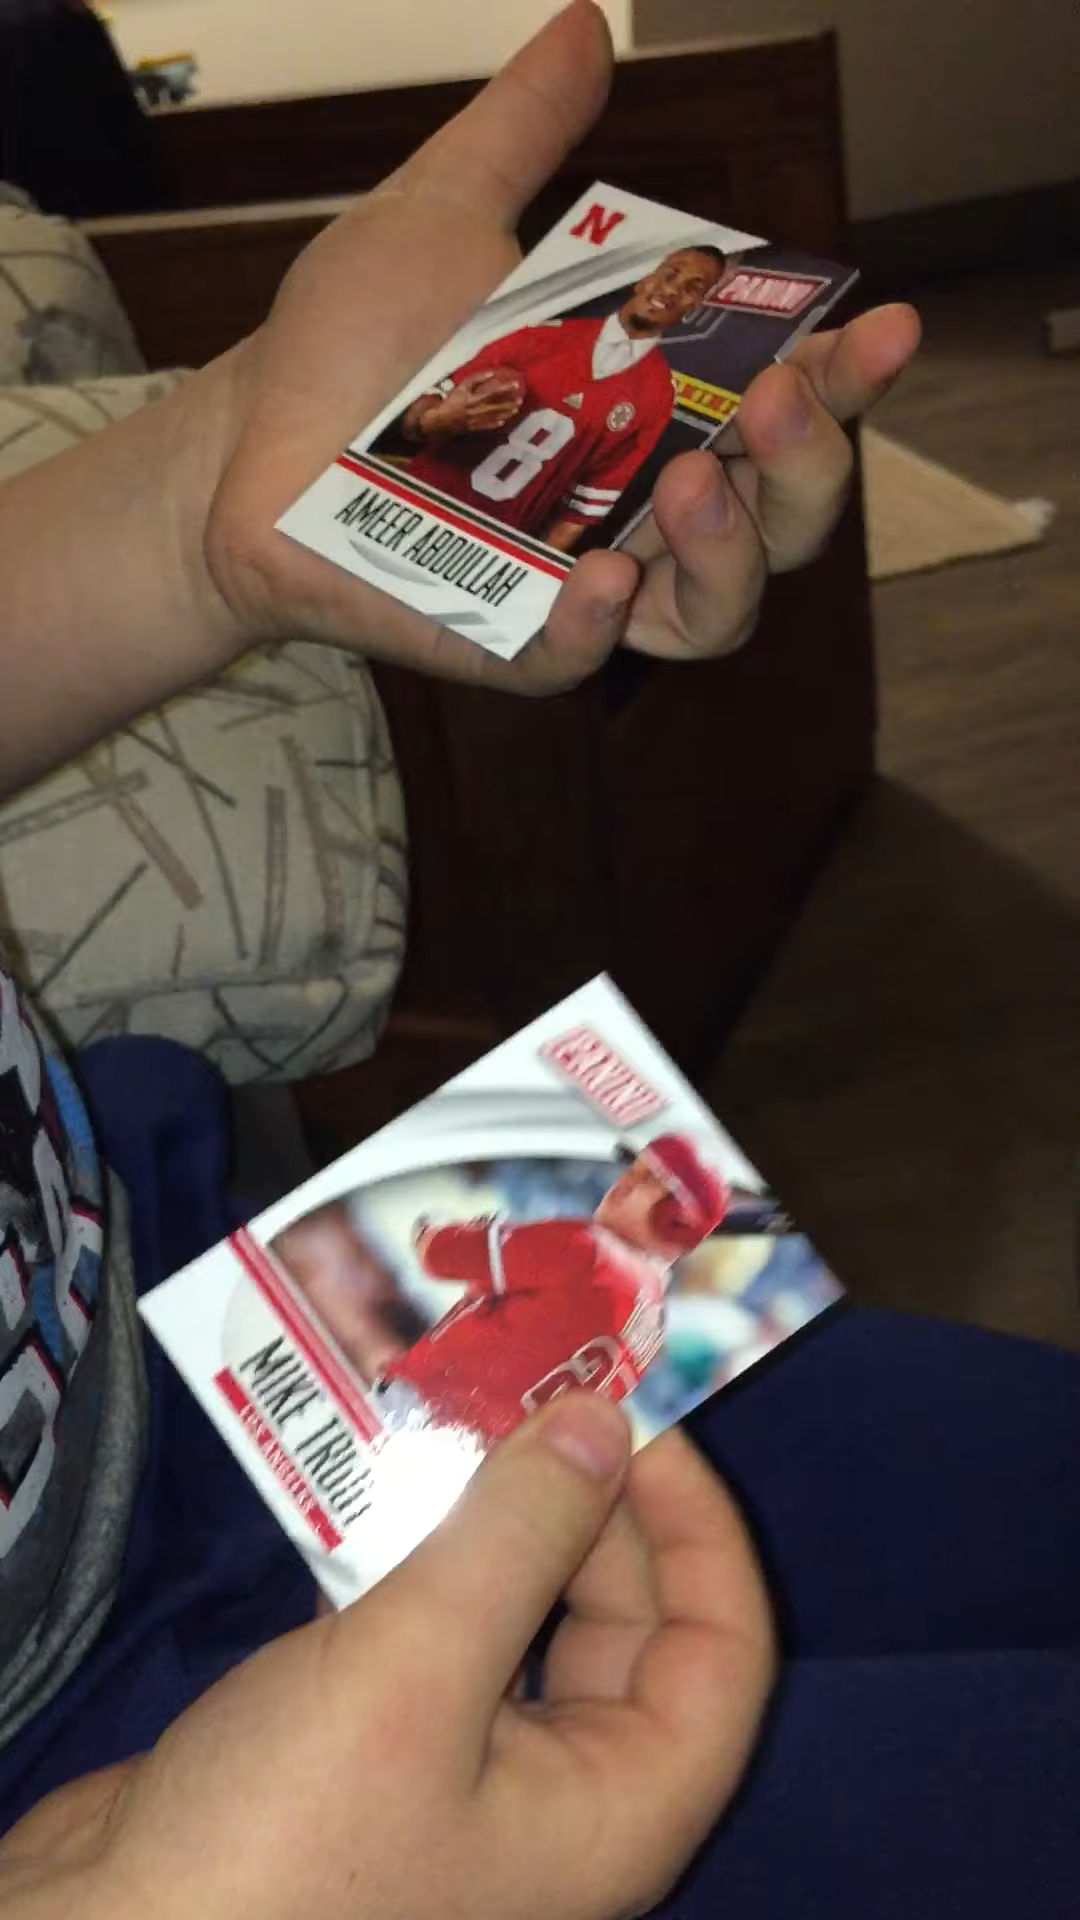 N
PANINI
8
AMEER ABDULLAH
PANINI
MIKE TROUT
LOS ANGELES